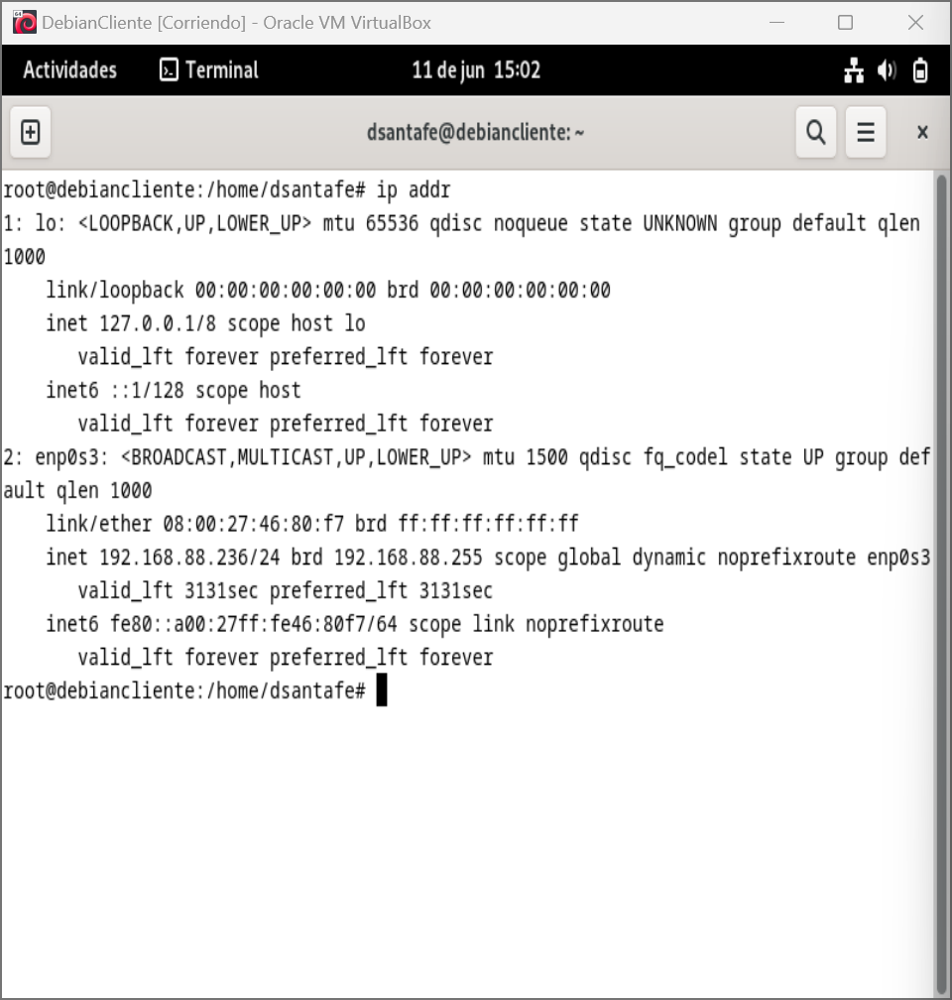 DebianCliente [Corriendo] - Oracle VM VirtualBox
Actividades Terminal 11 de jun 15:02
dsantafe@debiancliente: ~
root@debiancliente:/home/dsantafe# ip addr
1: lo: <LOOPBACK,UP,LOWER_UP> mtu 65536 qdisc noqueue state UNKNOWN group default qlen
1000
    link/loopback 00:00:00:00:00:00 brd 00:00:00:00:00:00
    inet 127.0.0.1/8 scope host lo
       valid_lft forever preferred_lft forever
    inet6 ::1/128 scope host
       valid_lft forever preferred_lft forever
2: enp0s3: <BROADCAST,MULTICAST,UP,LOWER_UP> mtu 1500 qdisc fq_codel state UP group def
ault qlen 1000
    link/ether 08:00:27:46:80:f7 brd ff:ff:ff:ff:ff:ff
    inet 192.168.88.236/24 brd 192.168.88.255 scope global dynamic noprefixroute enp0s3
       valid_lft 3131sec preferred_lft 3131sec
    inet6 fe80::a00:27ff:fe46:80f7/64 scope link noprefixroute
       valid_lft forever preferred_lft forever
root@debiancliente:/home/dsantafe#